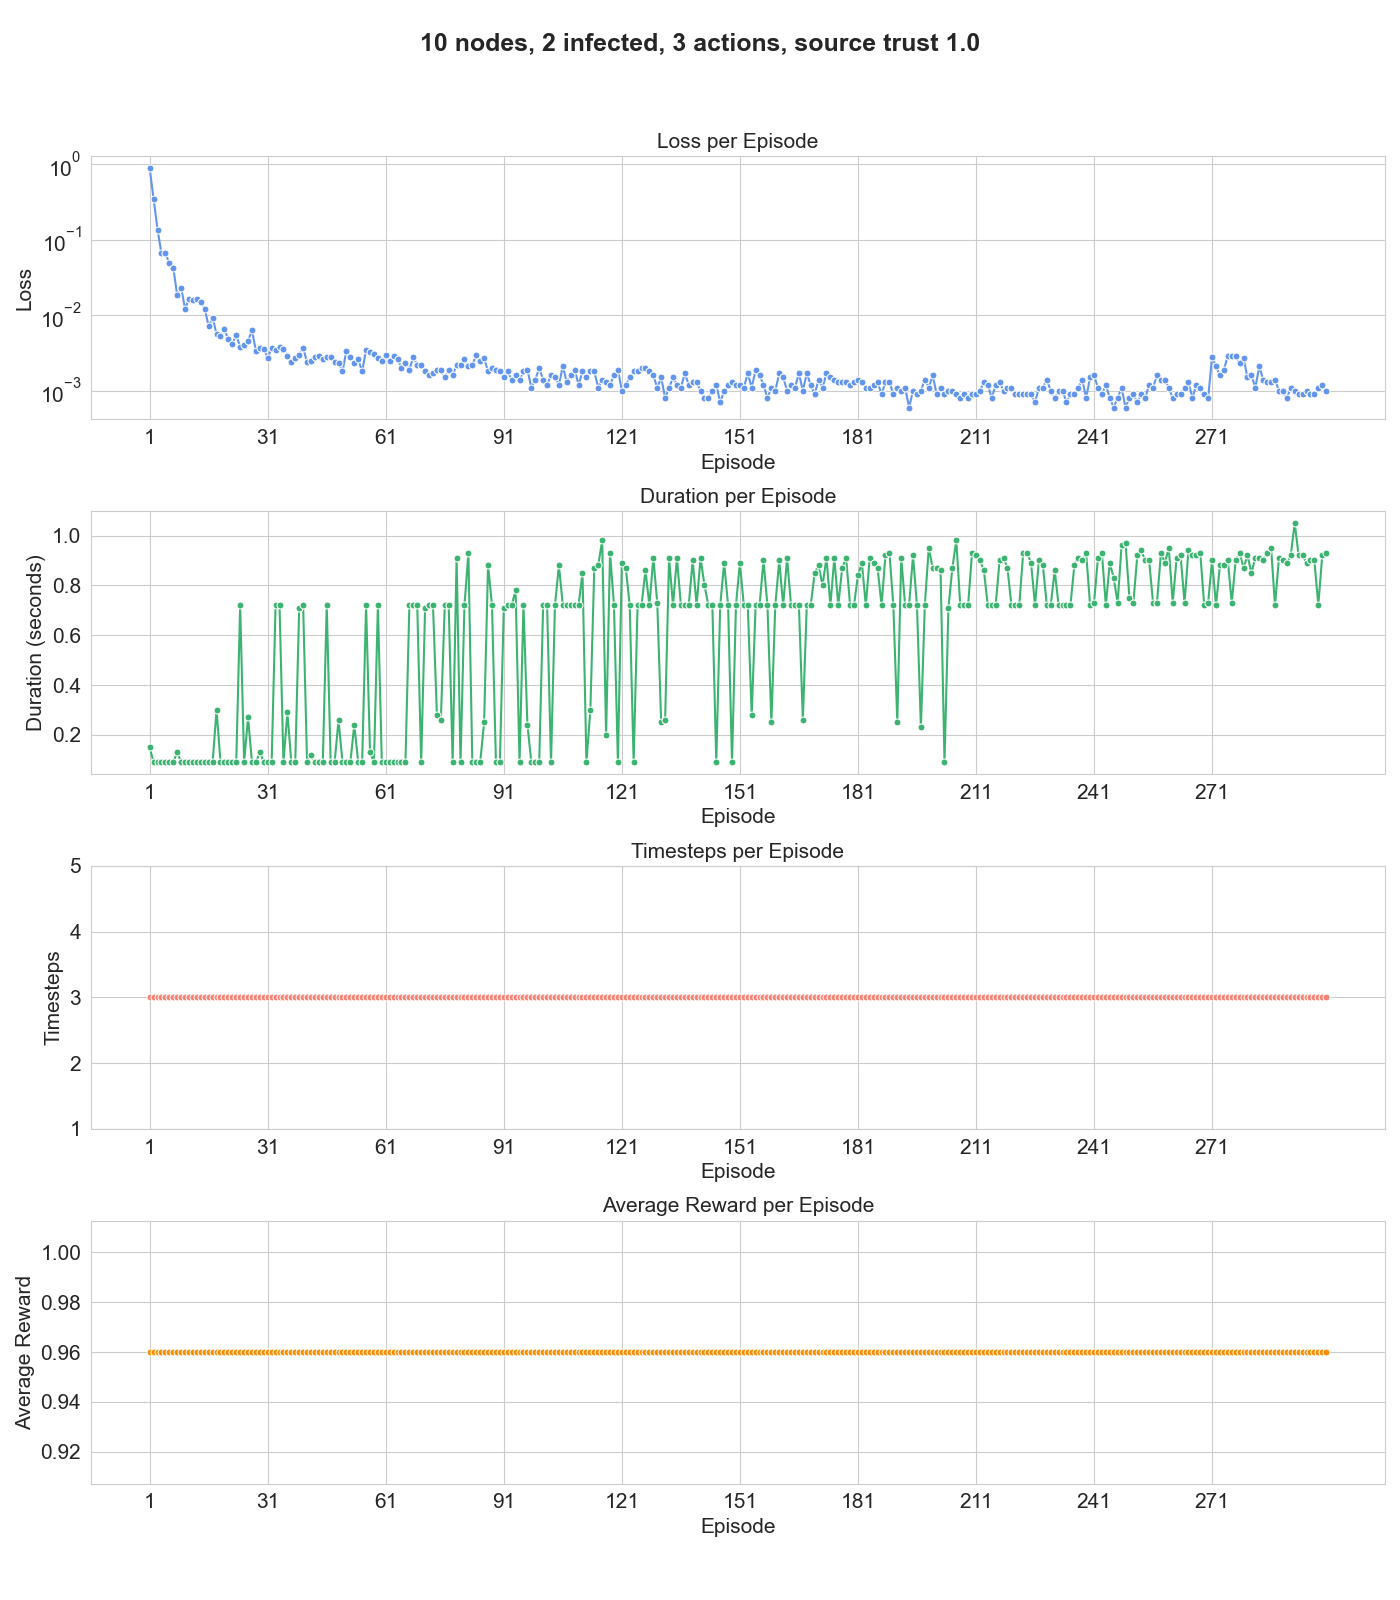 10 nodes, 2 infected, 3 actions, source trust 1.0
Loss per Episode
10^0
10^−1
10^−2
10^−3
Loss
1 31 61 91 121 151 181 211 241 271
Episode
Duration per Episode
1.0
0.8
0.6
0.4
0.2
Duration (seconds)
1 31 61 91 121 151 181 211 241 271
Episode
Timesteps per Episode
5
4
3
2
1
Timesteps
1 31 61 91 121 151 181 211 241 271
Episode
Average Reward per Episode
1.00
0.98
0.96
0.94
0.92
Average Reward
1 31 61 91 121 151 181 211 241 271
Episode